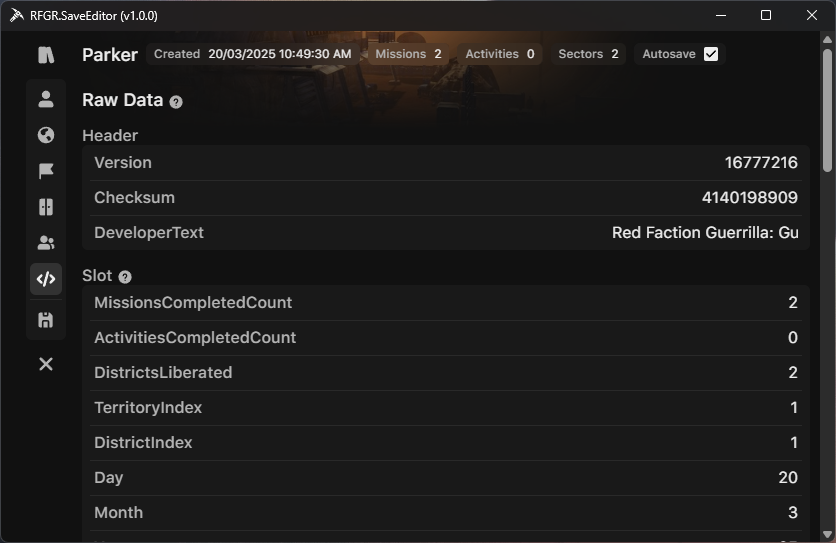 RFGR.SaveEditor (v1.0.0)
Parker Created 20/03/2025 10:49:30 AM Missions 2 Activities 0 Sectors 2 Autosave
Raw Data ?
Header
Version 16777216
Checksum 4140198909
DeveloperText Red Faction Guerrilla: Gu
Slot ?
MissionsCompletedCount 2
ActivitiesCompletedCount 0
DistrictsLiberated 2
TerritoryIndex 1
DistrictIndex 1
Day 20
Month 3